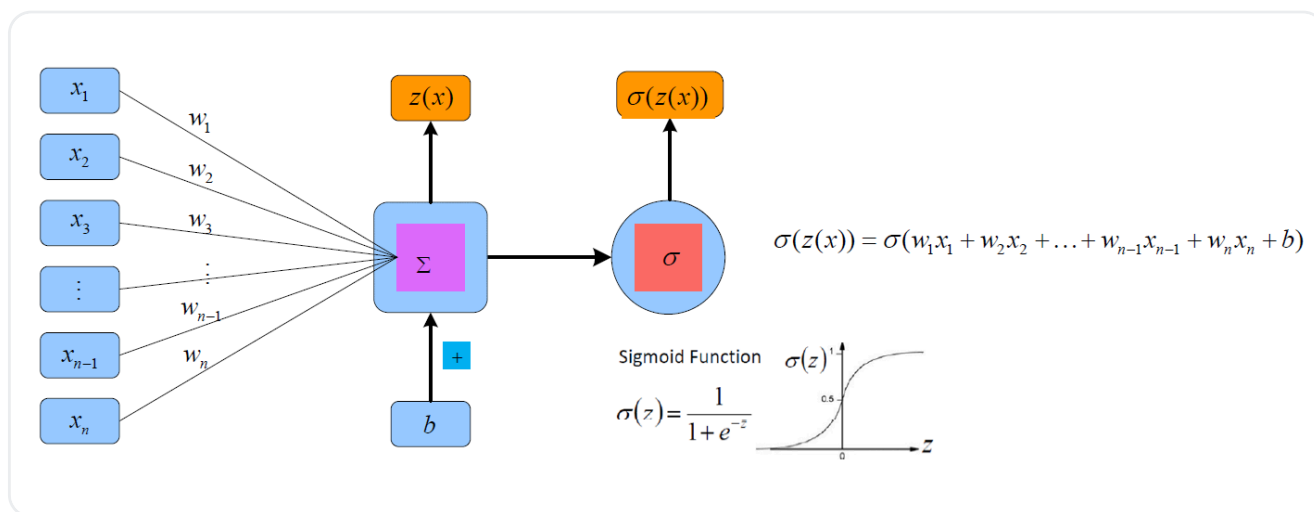 x₁
x₂
x₃
⋮
xₙ₋₁
xₙ
w₁
w₂
w₃
⋮
wₙ₋₁
wₙ
z(x)
Σ
+
b
σ(z(x))
σ
σ(z(x)) = σ(w₁x₁ + w₂x₂ + … + wₙ₋₁xₙ₋₁ + wₙxₙ + b)
Sigmoid Function
σ(z) = 1 / (1 + e⁻ᶻ)
σ(z)
1
0.5
0
z